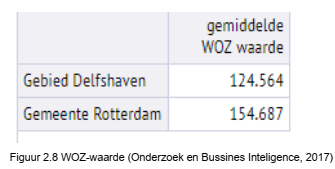 gemiddelde
WOZ waarde
Gebied Delfshaven 124.564
Gemeente Rotterdam 154.687
Figuur 2.8 WOZ-waarde (Onderzoek en Bussines Inteligence, 2017)